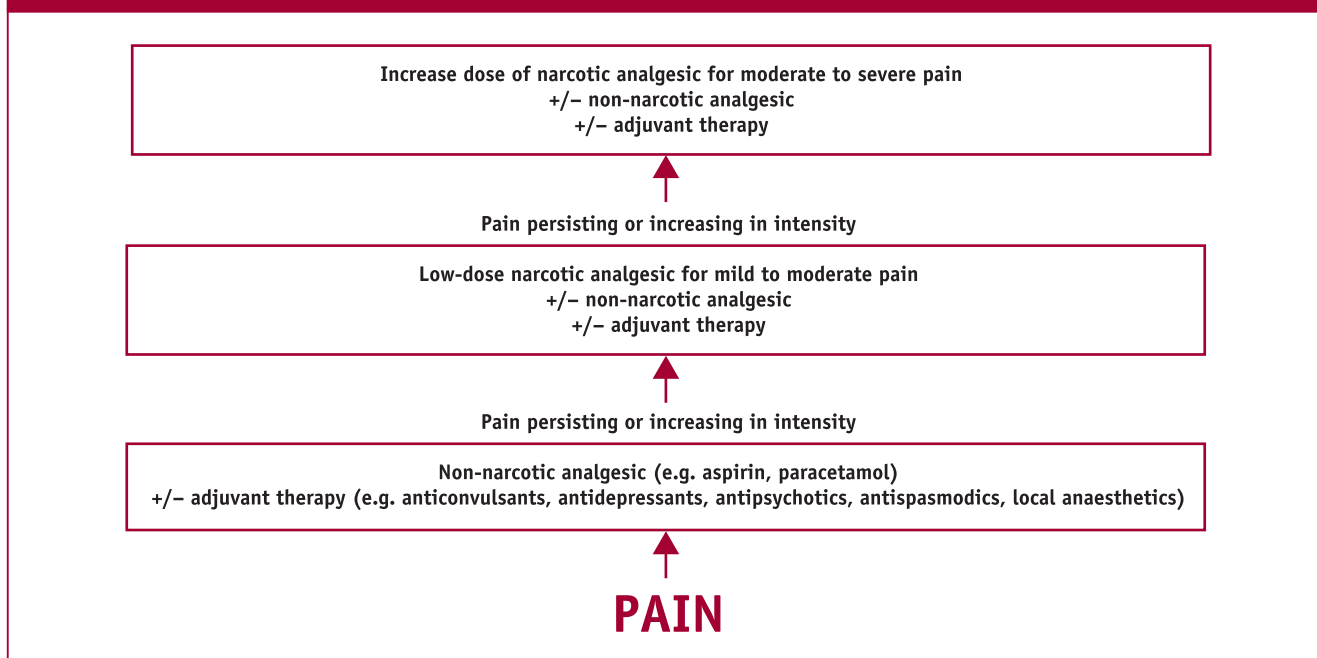 Increase dose of narcotic analgesic for moderate to severe pain
+/– non-narcotic analgesic
+/– adjuvant therapy
Pain persisting or increasing in intensity
Low-dose narcotic analgesic for mild to moderate pain
+/– non-narcotic analgesic
+/– adjuvant therapy
Pain persisting or increasing in intensity
Non-narcotic analgesic (e.g. aspirin, paracetamol)
+/– adjuvant therapy (e.g. anticonvulsants, antidepressants, antipsychotics, antispasmodics, local anaesthetics)
PAIN